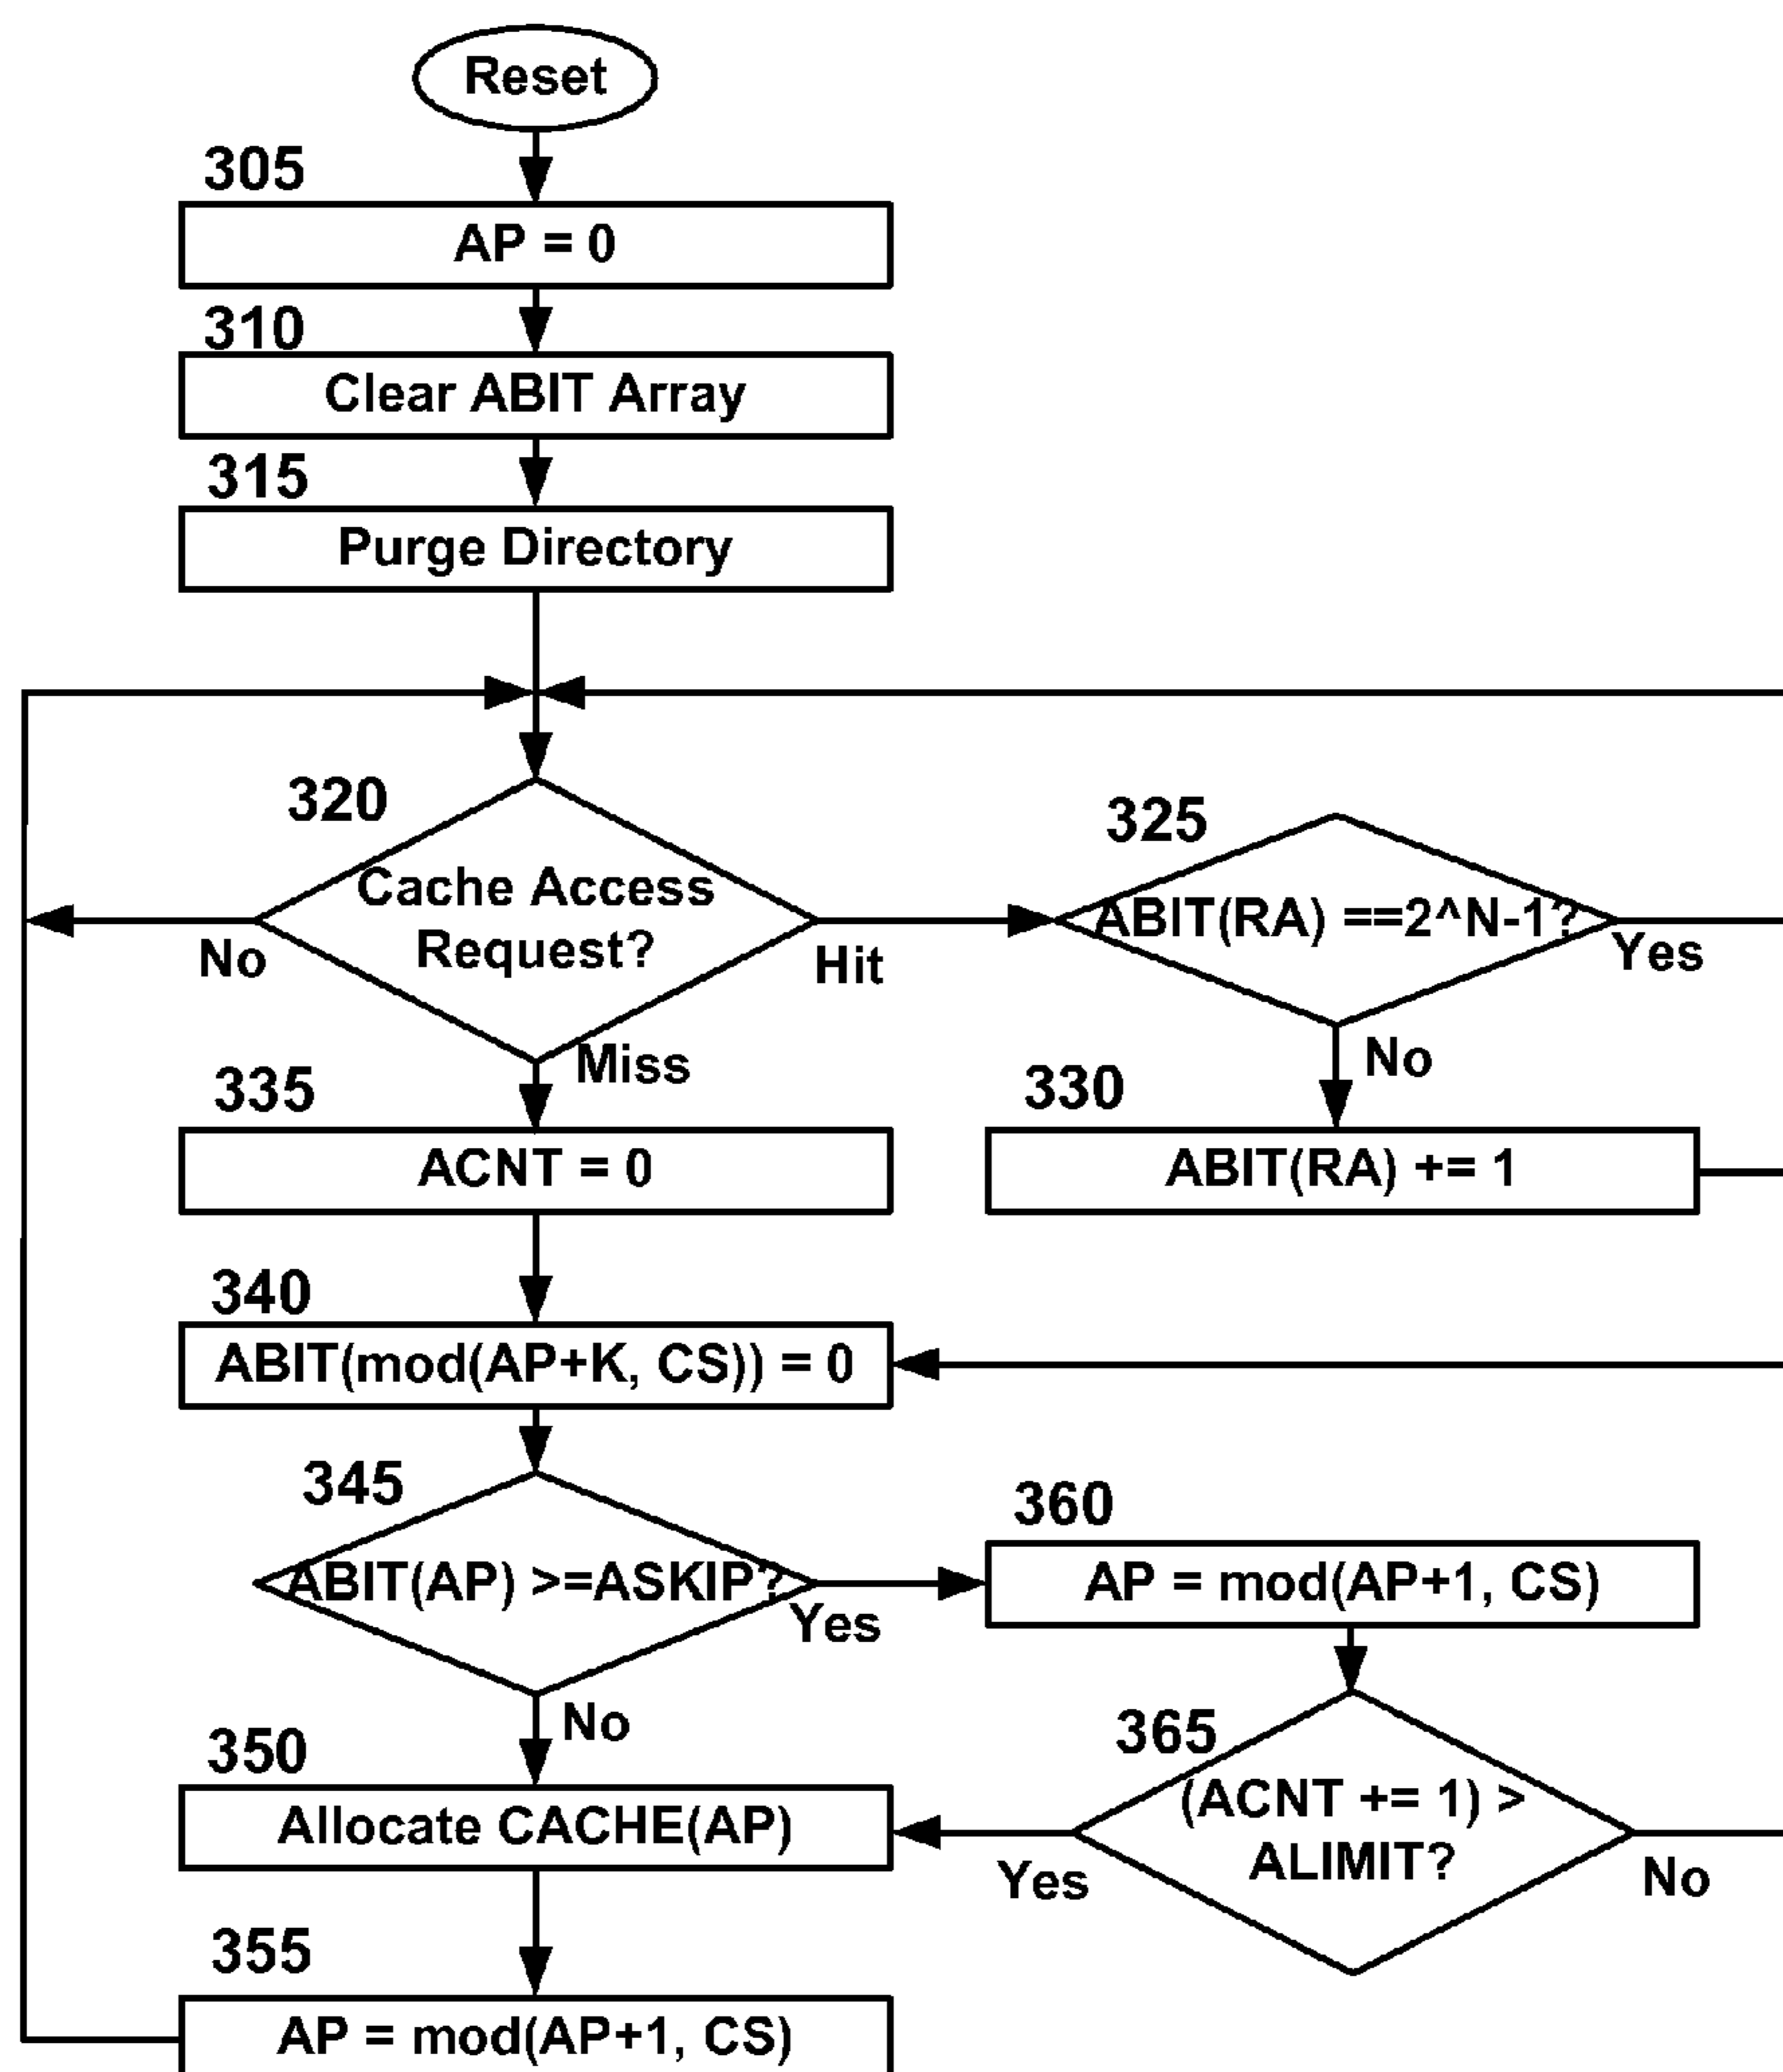 Reset
305
AP = 0
310
Clear ABIT Array
315
Purge Directory
320
Cache Access
Request?
No
Hit
Miss
325
ABIT(RA) ==2^N-1?
Yes
No
330
ABIT(RA) += 1
335
ACNT = 0
340
ABIT(mod(AP+K, CS)) = 0
345
ABIT(AP) >=ASKIP?
Yes
No
360
AP = mod(AP+1, CS)
365
(ACNT += 1) >
ALIMIT?
Yes
No
350
Allocate CACHE(AP)
355
AP = mod(AP+1, CS)